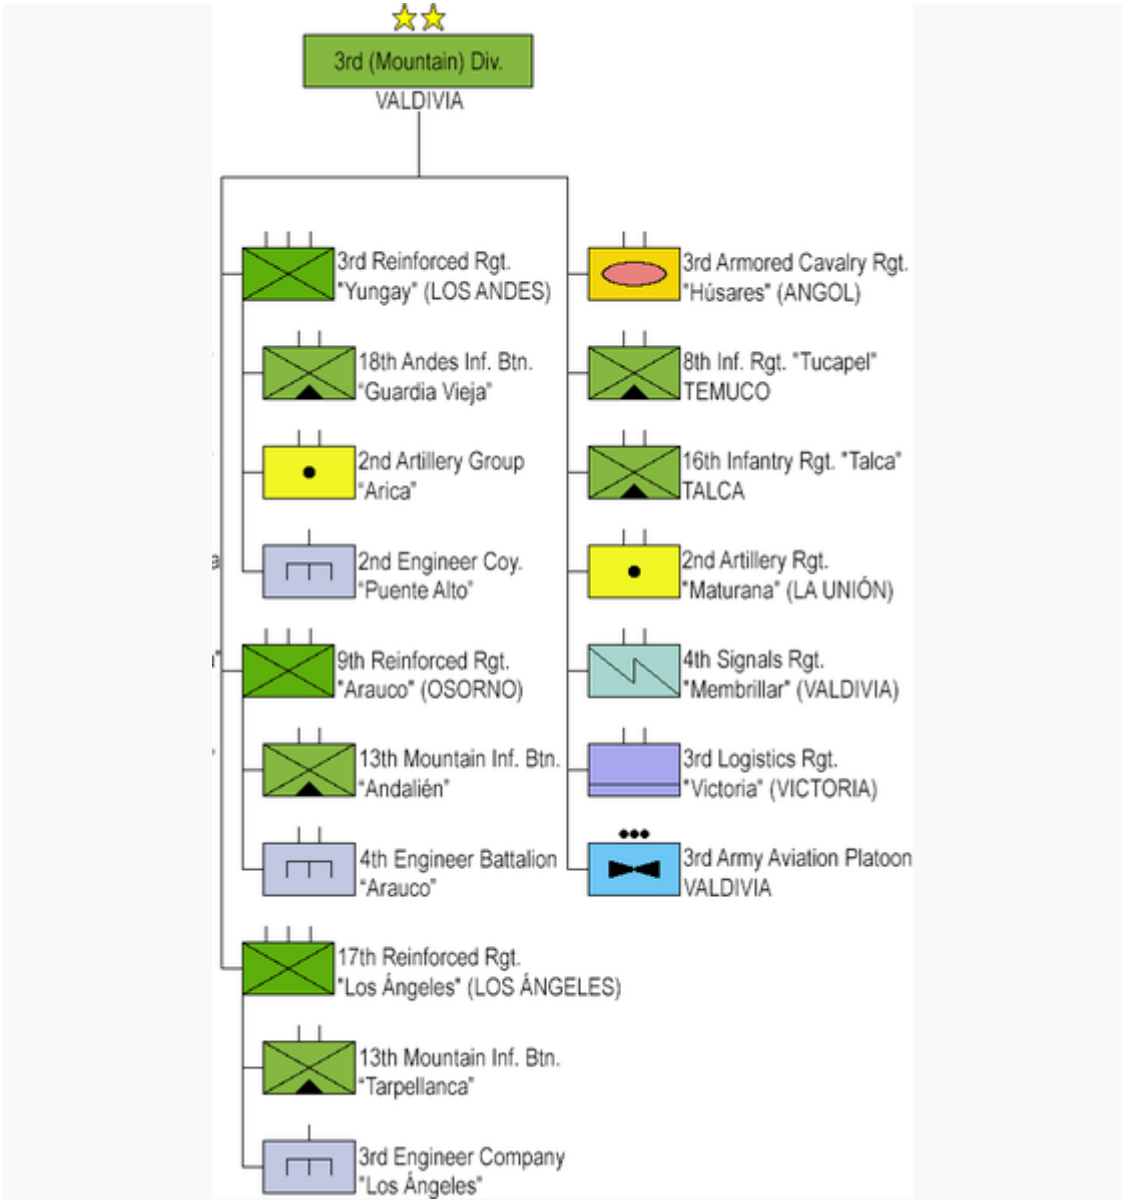 3rd (Mountain) Div.
VALDIVIA
3rd Reinforced Rgt.
"Yungay" (LOS ANDES)
18th Andes Inf. Btn.
"Guardia Vieja"
2nd Artillery Group
"Arica"
2nd Engineer Coy.
"Puente Alto"
9th Reinforced Rgt.
"Arauco" (OSORNO)
13th Mountain Inf. Btn.
"Andalién"
4th Engineer Battalion
"Arauco"
17th Reinforced Rgt.
"Los Ángeles" (LOS ÁNGELES)
13th Mountain Inf. Btn.
"Tarpellanca"
3rd Engineer Company
"Los Ángeles"
3rd Armored Cavalry Rgt.
"Húsares" (ANGOL)
8th Inf. Rgt. "Tucapel"
TEMUCO
16th Infantry Rgt. "Talca"
TALCA
2nd Artillery Rgt.
"Maturana" (LA UNIÓN)
4th Signals Rgt.
"Membrillar" (VALDIVIA)
3rd Logistics Rgt.
"Victoria" (VICTORIA)
3rd Army Aviation Platoon
VALDIVIA